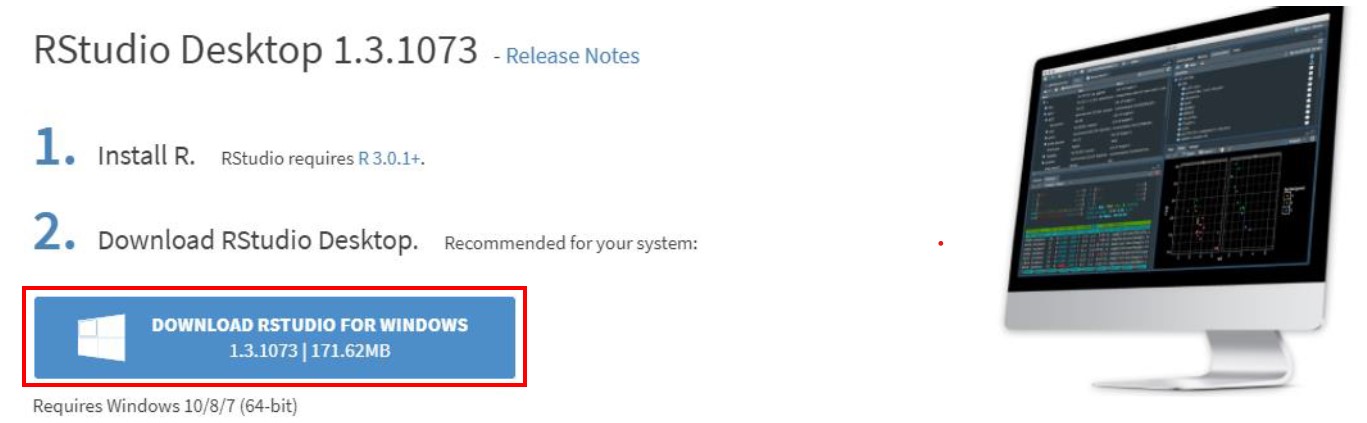 RStudio Desktop 1.3.1073 - Release Notes
1. Install R. RStudio requires R 3.0.1+.
2. Download RStudio Desktop. Recommended for your system:
DOWNLOAD RSTUDIO FOR WINDOWS
1.3.1073 | 171.62MB
Requires Windows 10/8/7 (64-bit)